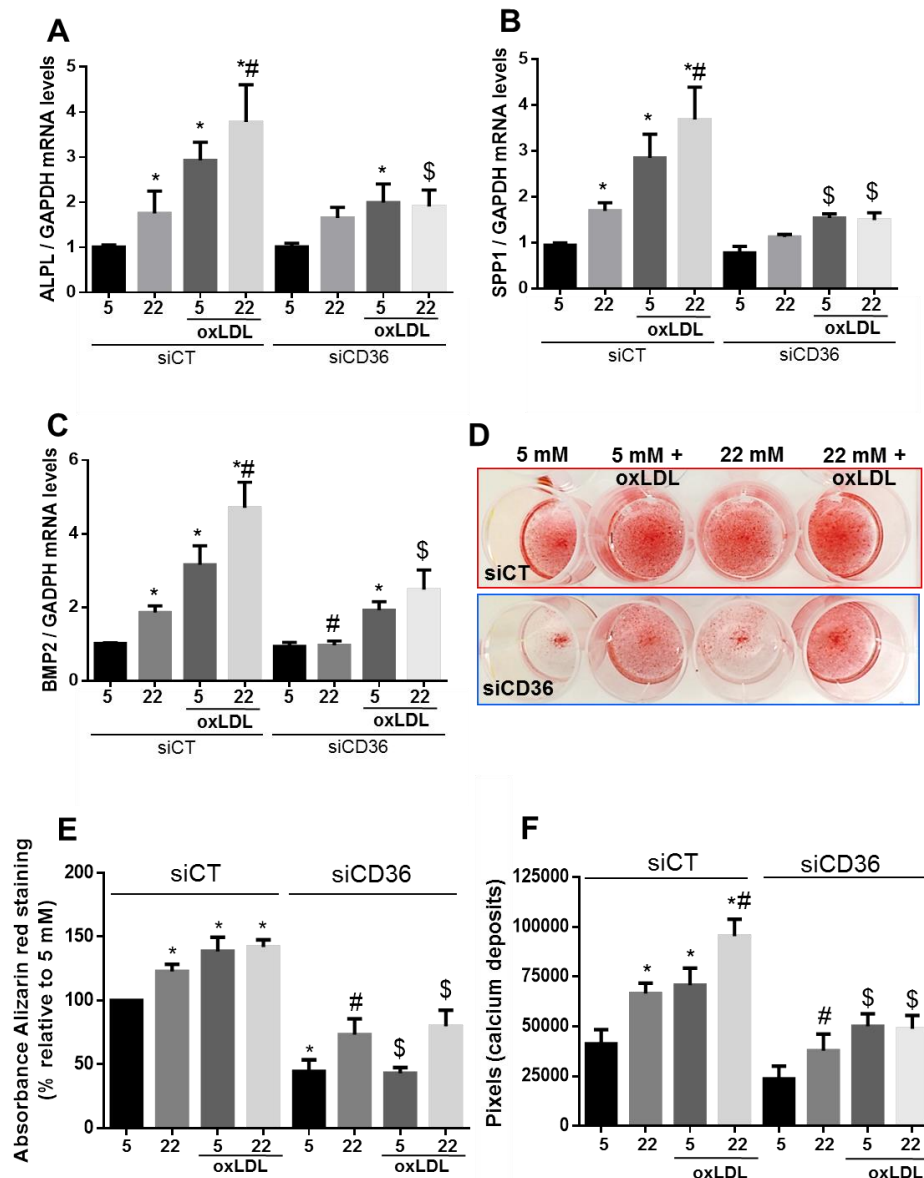 A
ALPL / GAPDH mRNA levels
5
4
3
2
1
0
*
*
*#
*
$
5 22 5 22 5 22 5 22
oxLDL oxLDL
siCT siCD36
B
SPP1 / GAPDH mRNA levels
5
4
3
2
1
0
*
*
*#
$
$
5 22 5 22 5 22 5 22
oxLDL oxLDL
siCT siCD36
C
BMP2 / GADPH mRNA levels
6
4
2
0
*
*
*#
#
*
$
5 22 5 22 5 22 5 22
oxLDL oxLDL
siCT siCD36
D
5 mM 5 mM + oxLDL 22 mM 22 mM + oxLDL
siCT
siCD36
E
Absorbance Alizarin red staining
(% relative to 5 mM)
200
150
100
50
0
siCT siCD36
*
*
*
*
#
$
$
5 22 5 22 5 22 5 22
oxLDL oxLDL
F
Pixels (calcium deposits)
125000
100000
75000
50000
25000
0
siCT siCD36
*
*
*#
#
$
$
5 22 5 22 5 22 5 22
oxLDL oxLDL